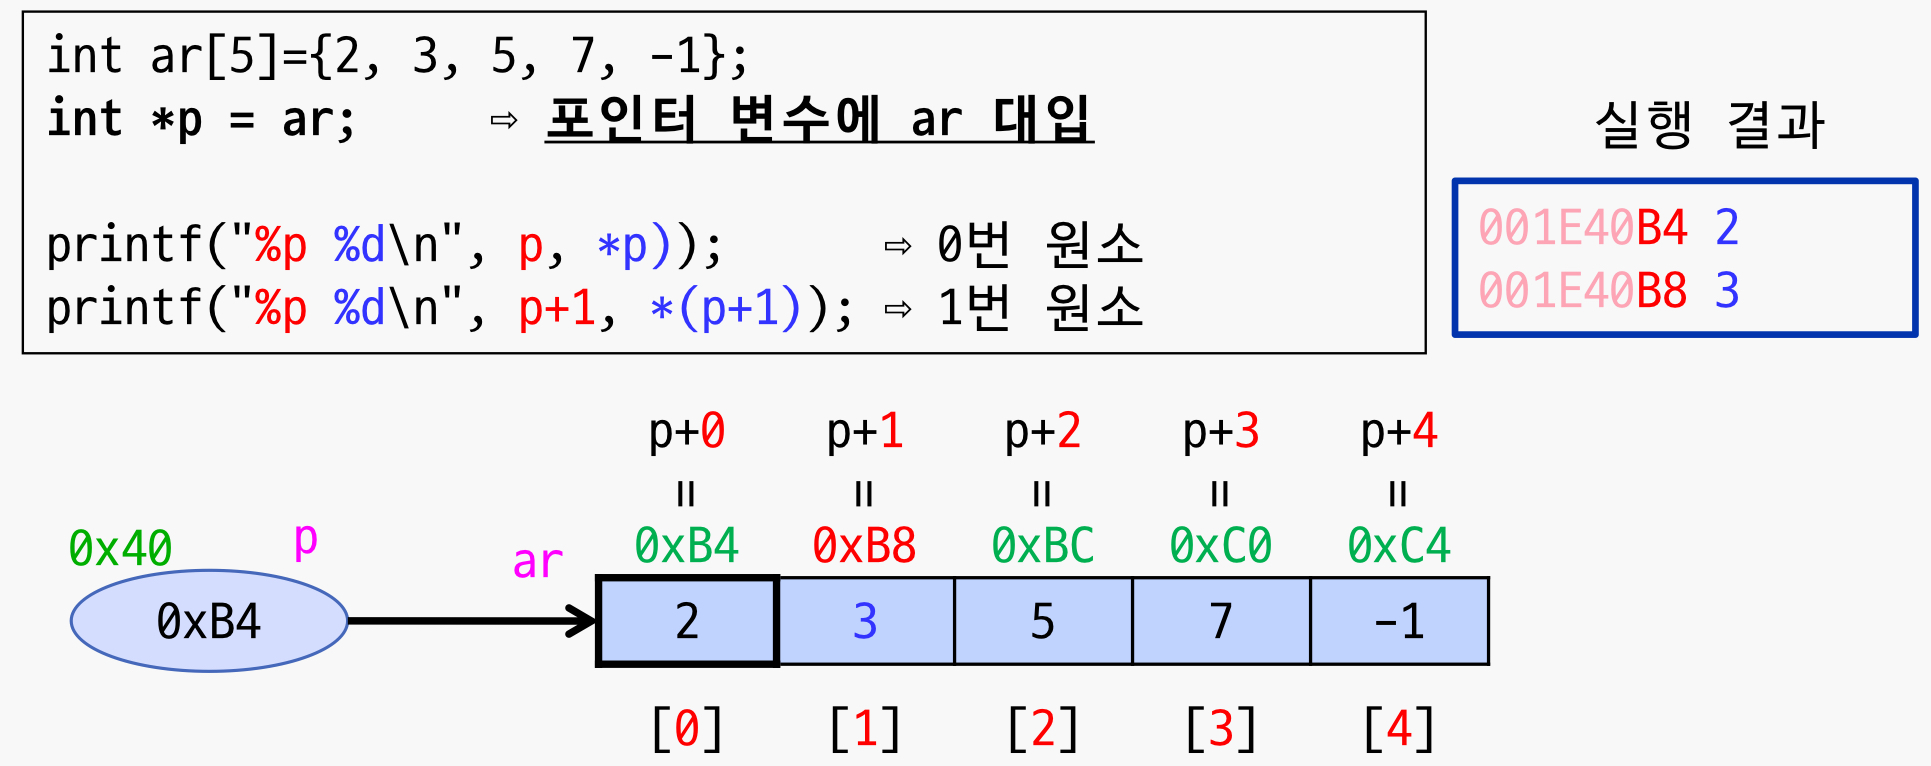 int ar[5]={2, 3, 5, 7, -1};
int *p = ar; ⇨ 포인터 변수에 ar 대입
printf("%p %d\n", p, *p)); ⇨ 0번 원소
printf("%p %d\n", p+1, *(p+1)); ⇨ 1번 원소
실행 결과
001E40B4 2
001E40B8 3
p+0 p+1 p+2 p+3 p+4
= = = = =
0x40 p ar 0xB4 0xB8 0xBC 0xC0 0xC4
0xB4 2 3 5 7 -1
[0] [1] [2] [3] [4]